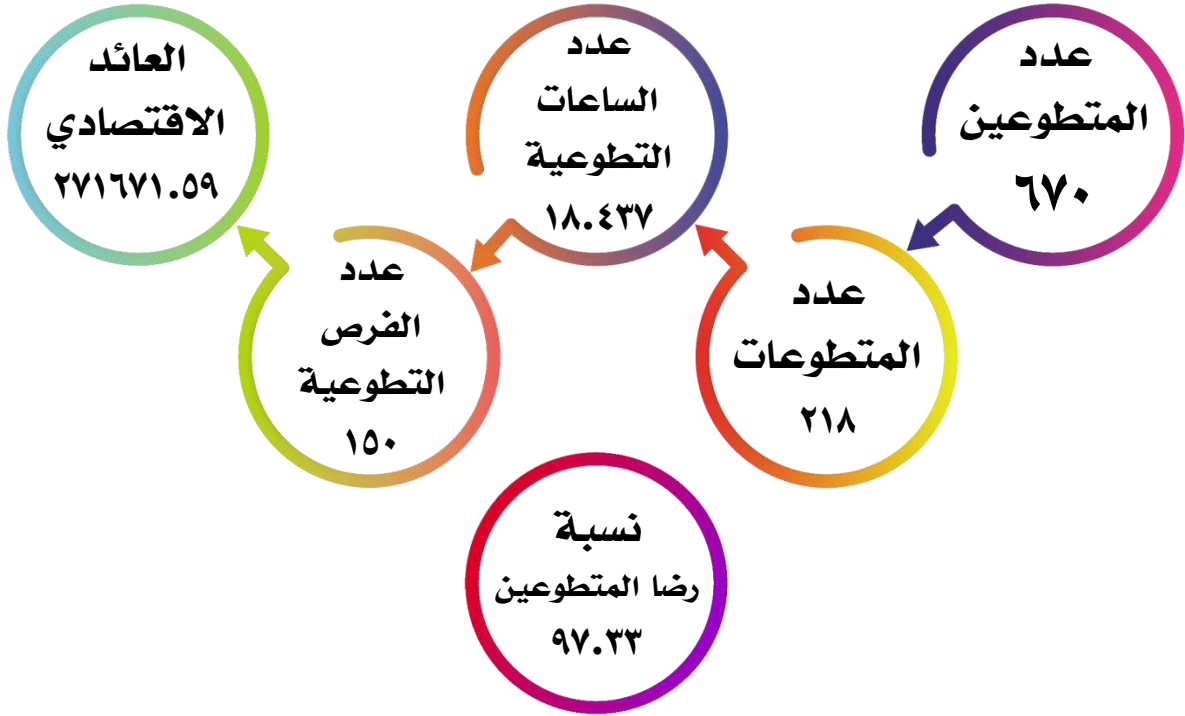 عدد
المتطوعين
٦٧٠
عدد
المتطوعات
٢١٨
عدد
الساعات
التطوعية
١٨.٤٣٧
عدد
الفرص
التطوعية
١٥٠
العائد
الاقتصادي
٢٧١٦٧١.٥٩
نسبة
رضا المتطوعين
٩٧.٣٣